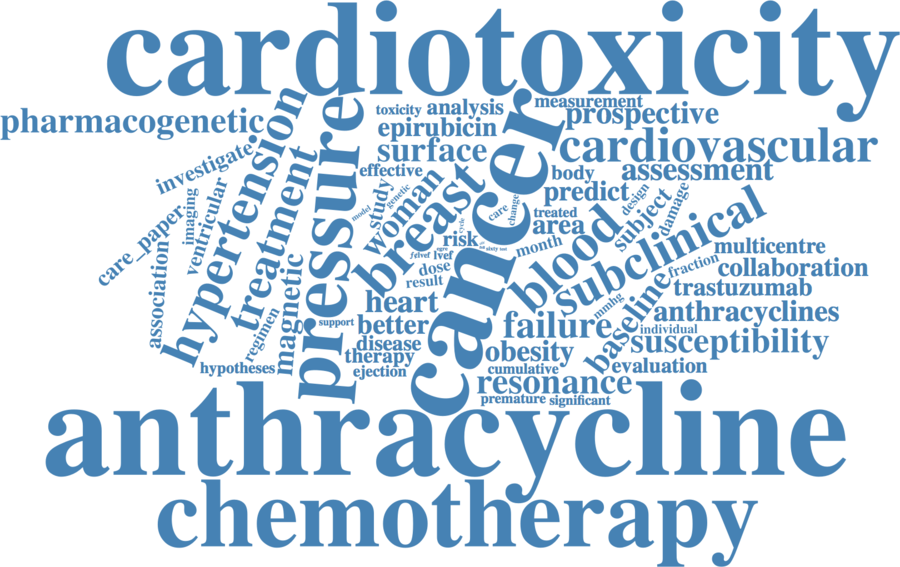 cardiotoxicity
pharmacogenetic
hypertension
pressure
toxicity
analysis
measurement
prospective
epirubicin
surface
cancer
cardiovascular
investigate
treatment
effective
body
assessment
predict
care_paper
imaging
ventricular
study
genetic
model
woman
breast
care
change
treated
area
design
subject
damage
blood
subclinical
association
magnetic
regimen
risk
cycle
lvef
month
dose
result
multicentre
fraction
collaboration
trastuzumab
mmhg
baseline
anthracyclines
heart
better
support
disease
therapy
ejection
failure
individual
susceptibility
obesity
hypotheses
cumulative
evaluation
resonance
premature
significant
anthracycline
chemotherapy